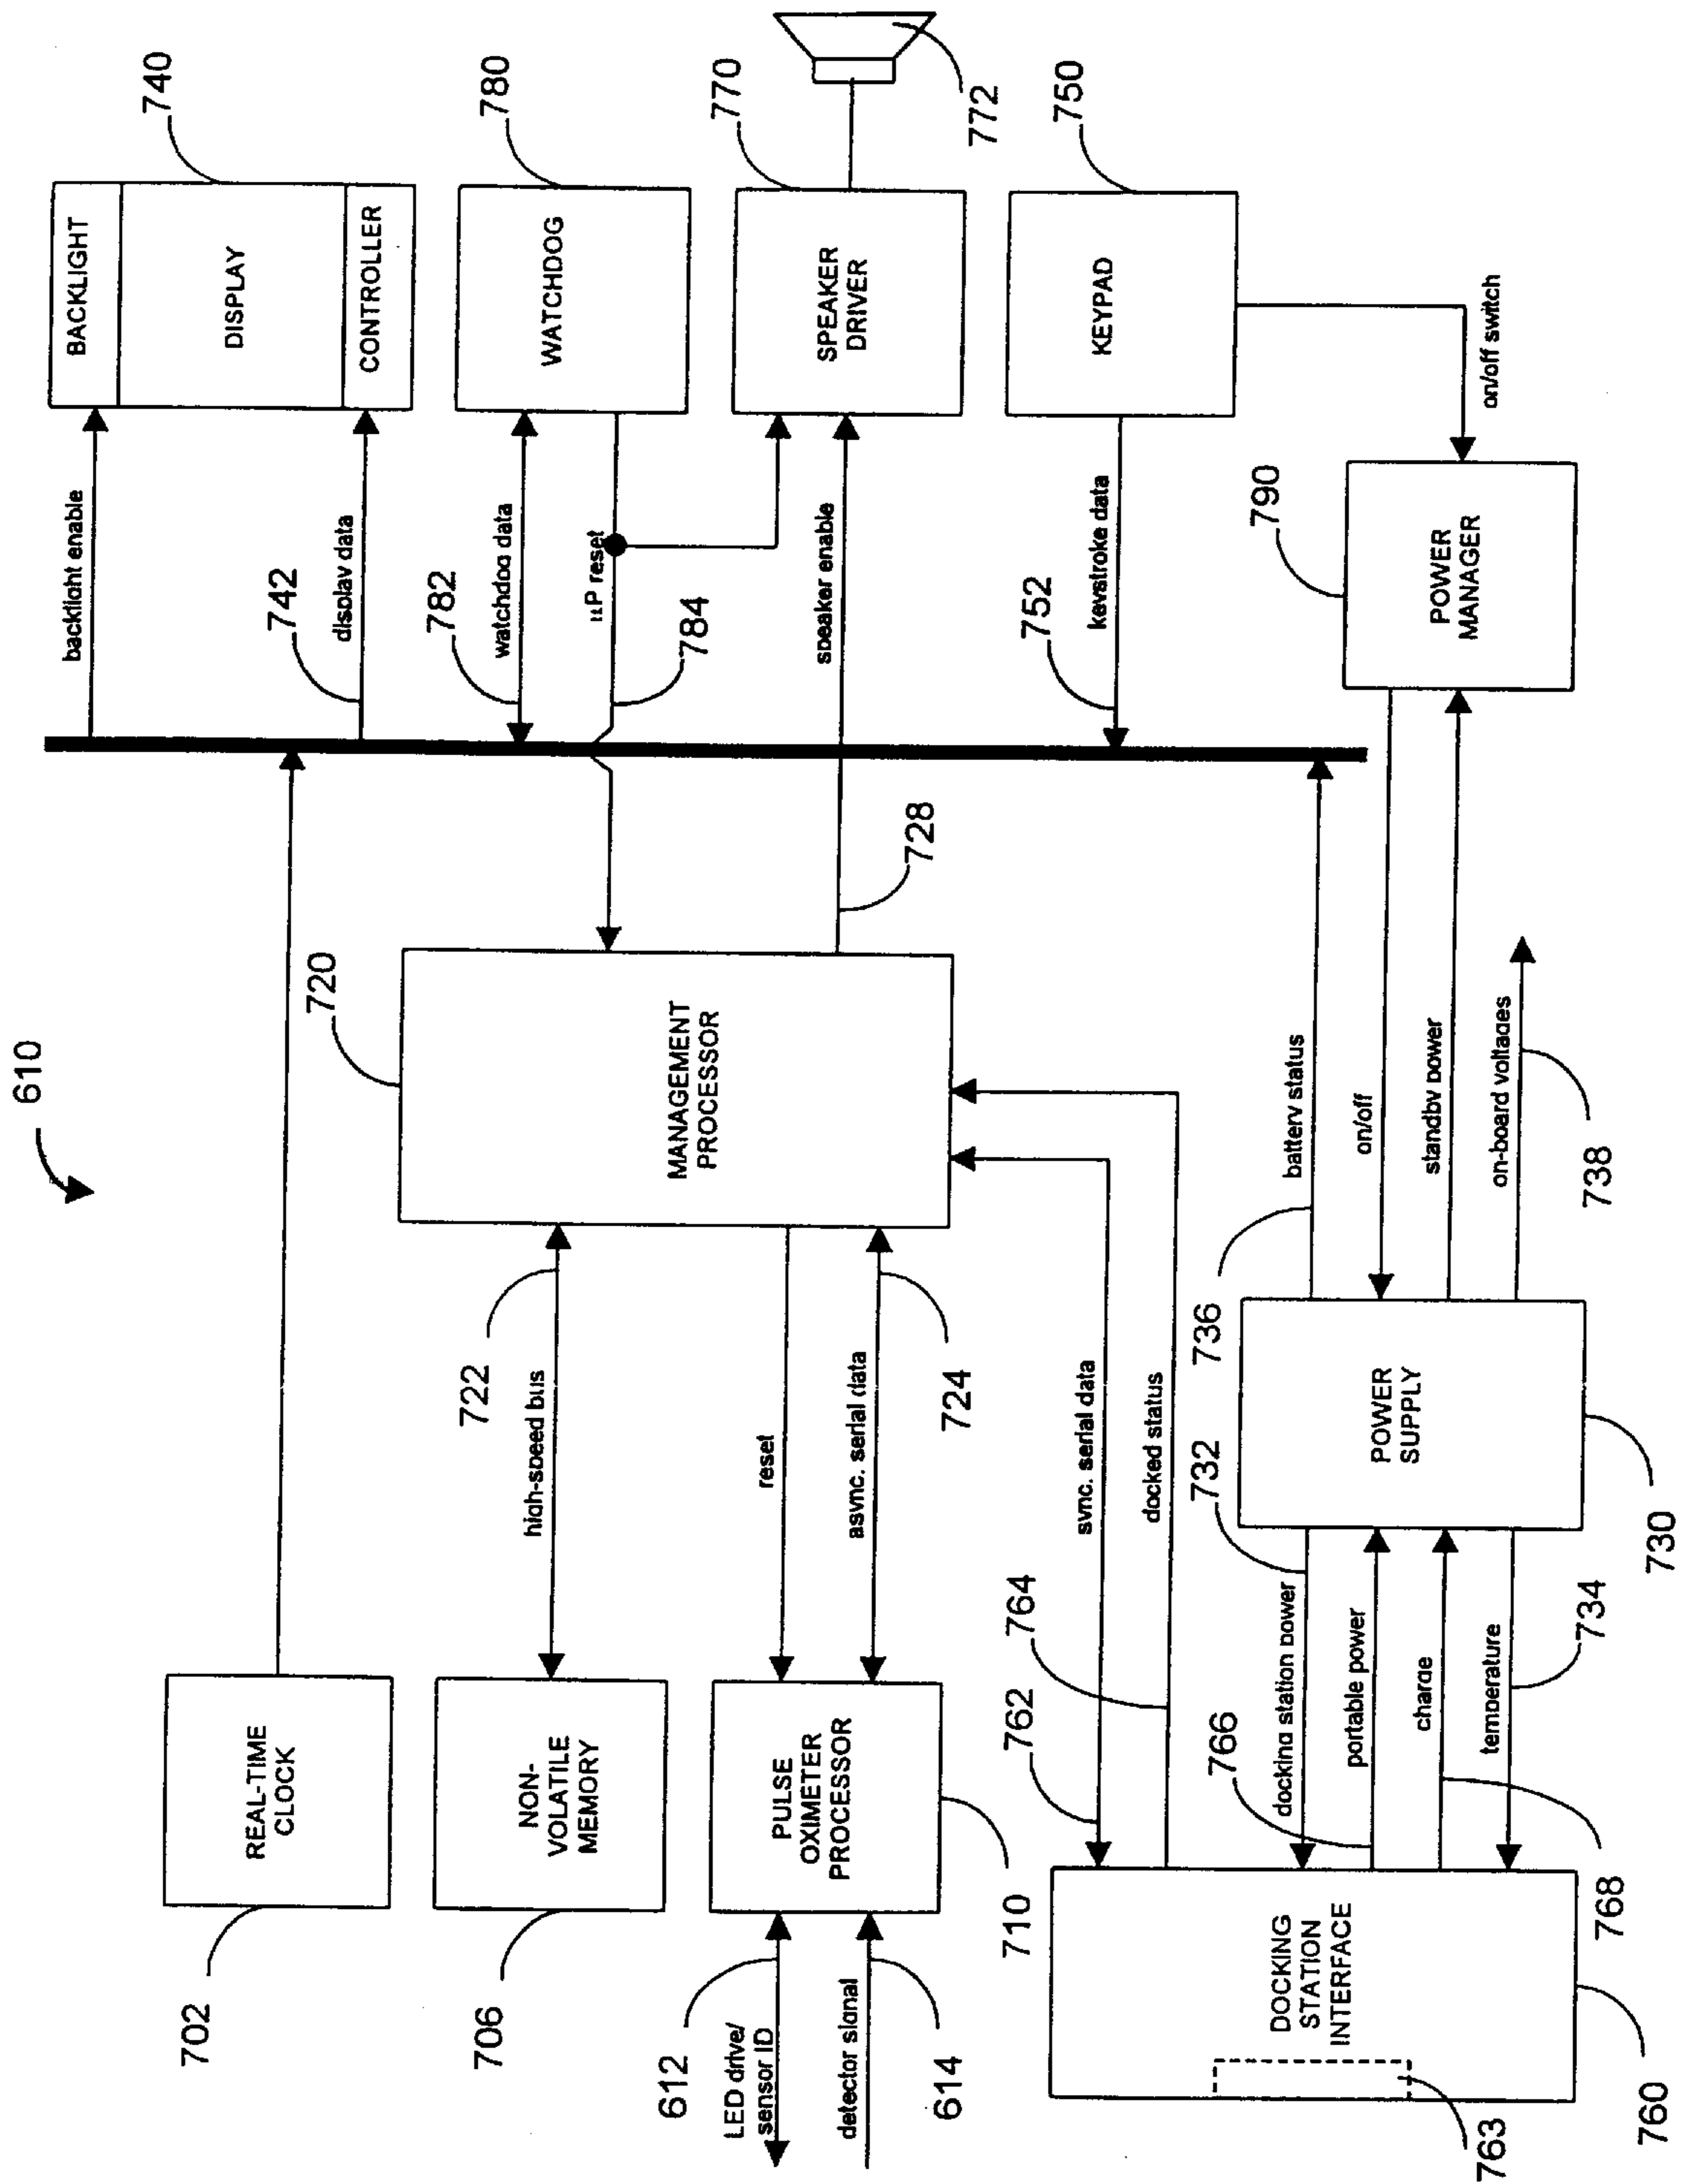 610
702
REAL-TIME
CLOCK
706
NON-
VOLATILE
MEMORY
722
high-speed bus
612
LED drive/
sensor ID
detector signal
614
PULSE
OXIMETER
PROCESSOR
710
reset
async. serial data
724
720
MANAGEMENT
PROCESSOR
728
backlight enable
742
display data
782
watchdog data
µP reset
784
speaker enable
752
keystroke data
BACKLIGHT
DISPLAY
CONTROLLER
740
WATCHDOG
780
SPEAKER
DRIVER
770
772
KEYPAD
750
on/off switch
762
sync. serial data
764
docked status
DOCKING
STATION
INTERFACE
763
760
732
docking station power
766
portable power
charge
768
temperature
734
POWER
SUPPLY
730
736
battery status
on/off
standby power
on-board voltages
738
790
POWER
MANAGER